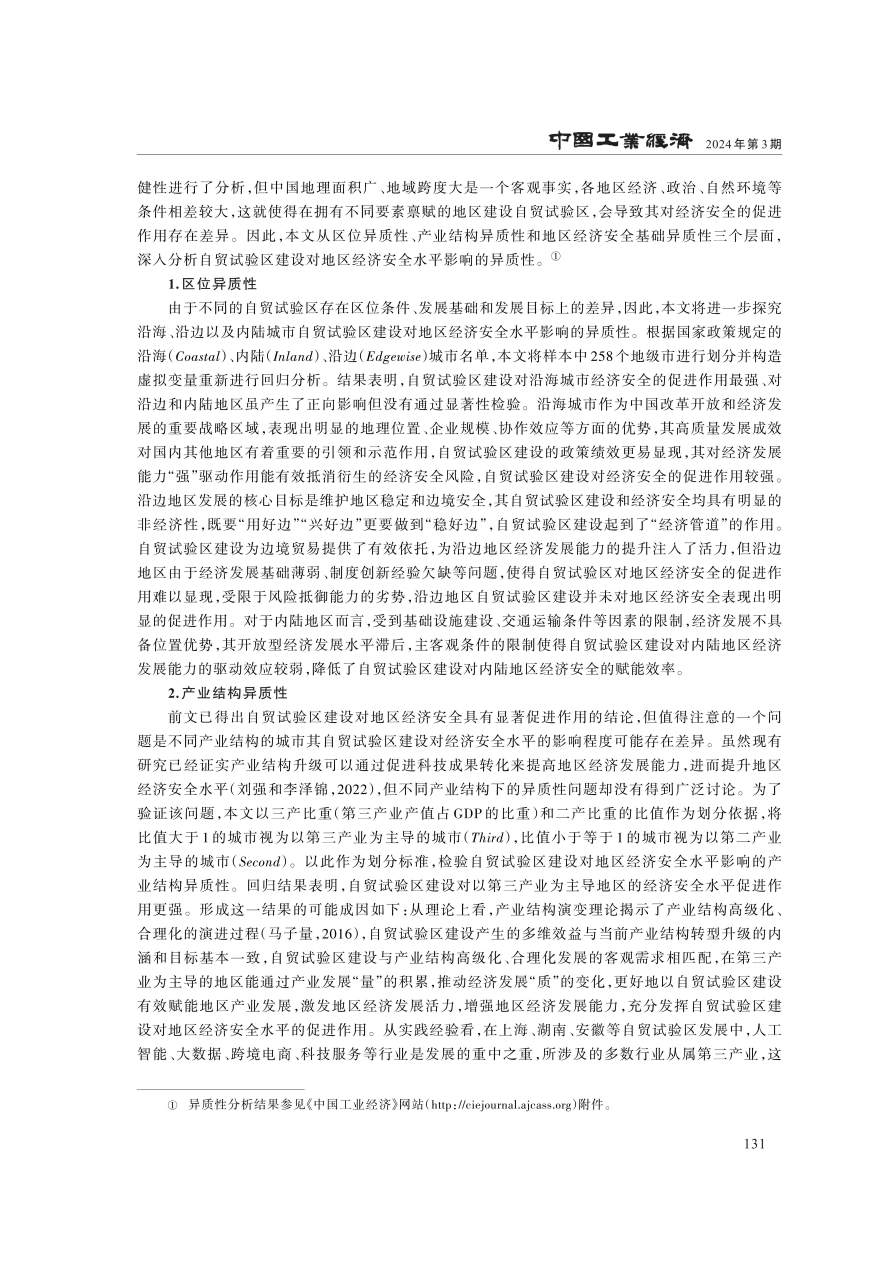 中国工业经济 2024年第3期
健性进行了分析,但中国地理面积广、地域跨度大是一个客观事实,各地区经济、政治、自然环境等
条件相差较大,这就使得在拥有不同要素禀赋的地区建设自贸试验区,会导致其对经济安全的促进
作用存在差异。因此,本文从区位异质性、产业结构异质性和地区经济安全基础异质性三个层面,
深入分析自贸试验区建设对地区经济安全水平影响的异质性。①
1.区位异质性
由于不同的自贸试验区存在区位条件、发展基础和发展目标上的差异,因此,本文将进一步探究
沿海、沿边以及内陆城市自贸试验区建设对地区经济安全水平影响的异质性。根据国家政策规定的
沿海(Coastal)、内陆(Inland)、沿边(Edgewise)城市名单,本文将样本中258个地级市进行划分并构造
虚拟变量重新进行回归分析。结果表明,自贸试验区建设对沿海城市经济安全的促进作用最强、对
沿边和内陆地区虽产生了正向影响但没有通过显著性检验。沿海城市作为中国改革开放和经济发
展的重要战略区域,表现出明显的地理位置、企业规模、协作效应等方面的优势,其高质量发展成效
对国内其他地区有着重要的引领和示范作用,自贸试验区建设的政策绩效更易显现,其对经济发展
能力“强”驱动作用能有效抵消衍生的经济安全风险,自贸试验区建设对经济安全的促进作用较强。
沿边地区发展的核心目标是维护地区稳定和边境安全,其自贸试验区建设和经济安全均具有明显的
非经济性,既要“用好边”“兴好边”更要做到“稳好边”,自贸试验区建设起到了“经济管道”的作用。
自贸试验区建设为边境贸易提供了有效依托,为沿边地区经济发展能力的提升注入了活力,但沿边
地区由于经济发展基础薄弱、制度创新经验欠缺等问题,使得自贸试验区对地区经济安全的促进作
用难以显现,受限于风险抵御能力的劣势,沿边地区自贸试验区建设并未对地区经济安全表现出明
显的促进作用。对于内陆地区而言,受到基础设施建设、交通运输条件等因素的限制,经济发展不具
备位置优势,其开放型经济发展水平滞后,主客观条件的限制使得自贸试验区建设对内陆地区经济
发展能力的驱动效应较弱,降低了自贸试验区建设对内陆地区经济安全的赋能效率。
2.产业结构异质性
前文已得出自贸试验区建设对地区经济安全具有显著促进作用的结论,但值得注意的一个问
题是不同产业结构的城市其自贸试验区建设对经济安全水平的影响程度可能存在差异。虽然现有
研究已经证实产业结构升级可以通过促进科技成果转化来提高地区经济发展能力,进而提升地区
经济安全水平(刘强和李泽锦,2022),但不同产业结构下的异质性问题却没有得到广泛讨论。为了
验证该问题,本文以三产比重(第三产业产值占GDP的比重)和二产比重的比值作为划分依据,将
比值大于1的城市视为以第三产业为主导的城市(Third),比值小于等于1的城市视为以第二产业
为主导的城市(Second)。以此作为划分标准,检验自贸试验区建设对地区经济安全水平影响的产
业结构异质性。回归结果表明,自贸试验区建设对以第三产业为主导地区的经济安全水平促进作
用更强。形成这一结果的可能成因如下:从理论上看,产业结构演变理论揭示了产业结构高级化、
合理化的演进过程(马子量,2016),自贸试验区建设产生的多维效益与当前产业结构转型升级的内
涵和目标基本一致,自贸试验区建设与产业结构高级化、合理化发展的客观需求相匹配,在第三产
业为主导的地区能通过产业发展“量”的积累,推动经济发展“质”的变化,更好地以自贸试验区建设
有效赋能地区产业发展,激发地区经济发展活力,增强地区经济发展能力,充分发挥自贸试验区建
设对地区经济安全水平的促进作用。从实践经验看,在上海、湖南、安徽等自贸试验区发展中,人工
智能、大数据、跨境电商、科技服务等行业是发展的重中之重,所涉及的多数行业从属第三产业,这
① 异质性分析结果参见《中国工业经济》网站(http://ciejournal.ajcass.org)附件。
131